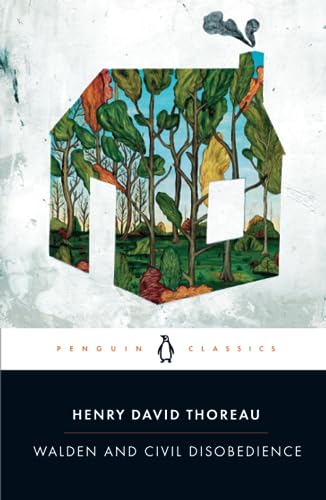 PENGUIN CLASSICS
HENRY DAVID THOREAU
WALDEN AND CIVIL DISOBEDIENCE